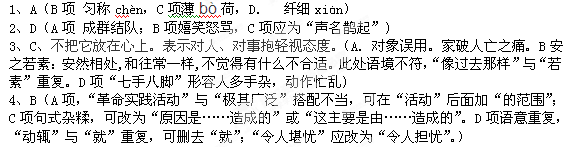 1、A（B项 匀称 chèn，C项薄 bò 荷，D． 纤细 xiān）
2、D（A项 成群结队；B项嬉笑怒骂，C项应为“声名鹊起”）
3、C、不把它放在心上。表示对人、对事抱轻视态度。（A．对象误用。家破人亡之痛。B安
之若素：安然相处，和往常一样，不觉得有什么不合适。此处语境不符，“像过去那样”与“若
素”重复。D项“七手八脚”形容人多手杂，动作忙乱）
4、B（A项，“革命实践活动”与“极其广泛”搭配不当，可在“活动”后面加“的范围”；
C项句式杂糅，可改为“原因是……造成的”或“这主要是由……造成的”。D项语意重复，
“动辄”与“就”重复，可删去“就”；“令人堪忧”应改为“令人担忧”。）